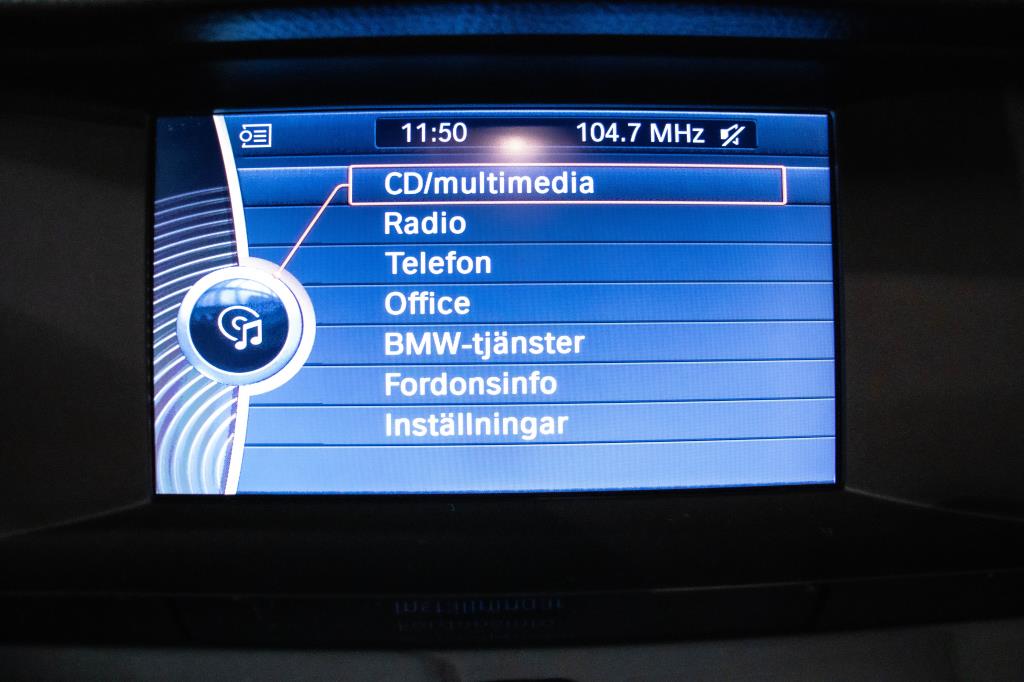 11:50 104.7 MHz
CD/multimedia
Radio
Telefon
Office
BMW-tjänster
Fordonsinfo
Inställningar